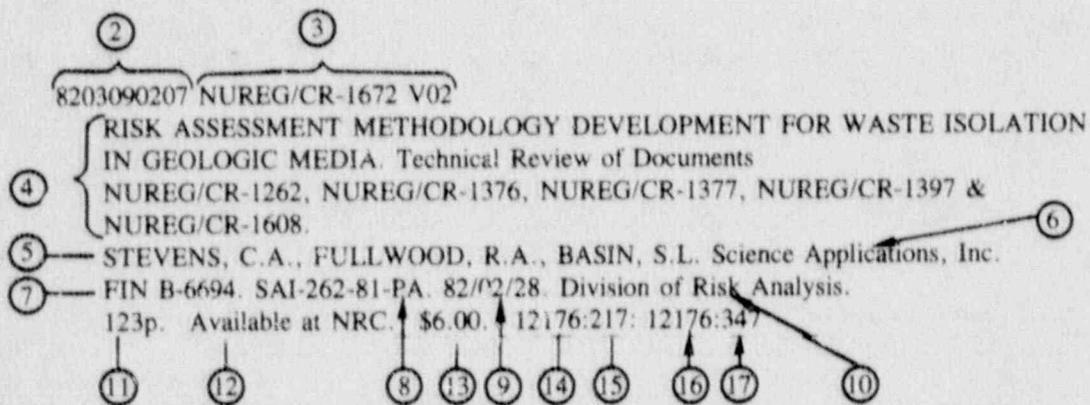 ② ③
8203090207 NUREG/CR-1672 V02
RISK ASSESSMENT METHODOLOGY DEVELOPMENT FOR WASTE ISOLATION
IN GEOLOGIC MEDIA. Technical Review of Documents
④ NUREG/CR-1262, NUREG/CR-1376, NUREG/CR-1377, NUREG/CR-1397 &
NUREG/CR-1608.
⑥
⑤ STEVENS, C.A., FULLWOOD, R.A., BASIN, S.L. Science Applications, Inc.
⑦ FIN B-6694. SAI-262-81-PA. 82/02/28. Division of Risk Analysis.
123p. Available at NRC. $6.00. 12176:217: 12176:347
⑪ ⑫ ⑧ ⑬ ⑨ ⑭ ⑮ ⑯ ⑰ ⑩